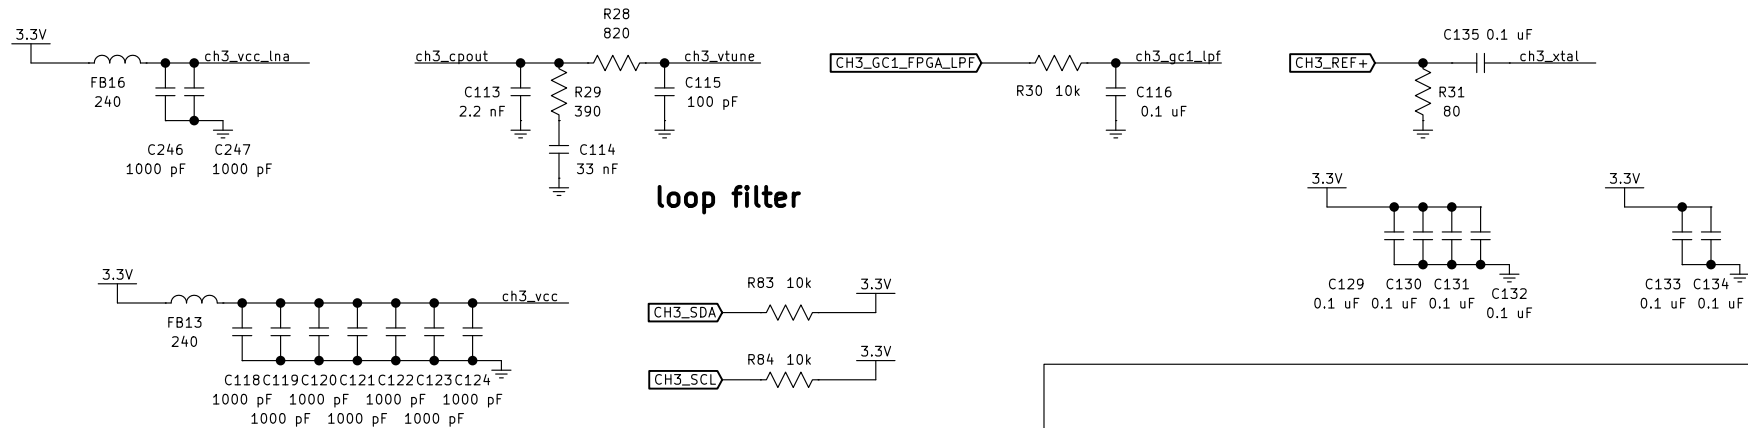 3.3V
FB16
240
ch3_vcc_lna
C246
1000 pF
C247
1000 pF
ch3_cpout
R28
820
ch3_vtune
C113
2.2 nF
R29
390
C115
100 pF
C114
33 nF
loop filter
CH3_GC1_FPGA_LPF
R30 10k
ch3_gc1_lpf
C116
0.1 uF
CH3_REF+
C135 0.1 uF
ch3_xtal
R31
80
3.3V
C129
0.1 uF
C130
0.1 uF
C131
0.1 uF
C132
0.1 uF
3.3V
C133
0.1 uF
C134
0.1 uF
3.3V
FB13
240
ch3_vcc
C118 C119 C120 C121 C122 C123 C124
1000 pF 1000 pF 1000 pF 1000 pF
1000 pF 1000 pF 1000 pF
R83 10k
3.3V
CH3_SDA
R84 10k
3.3V
CH3_SCL